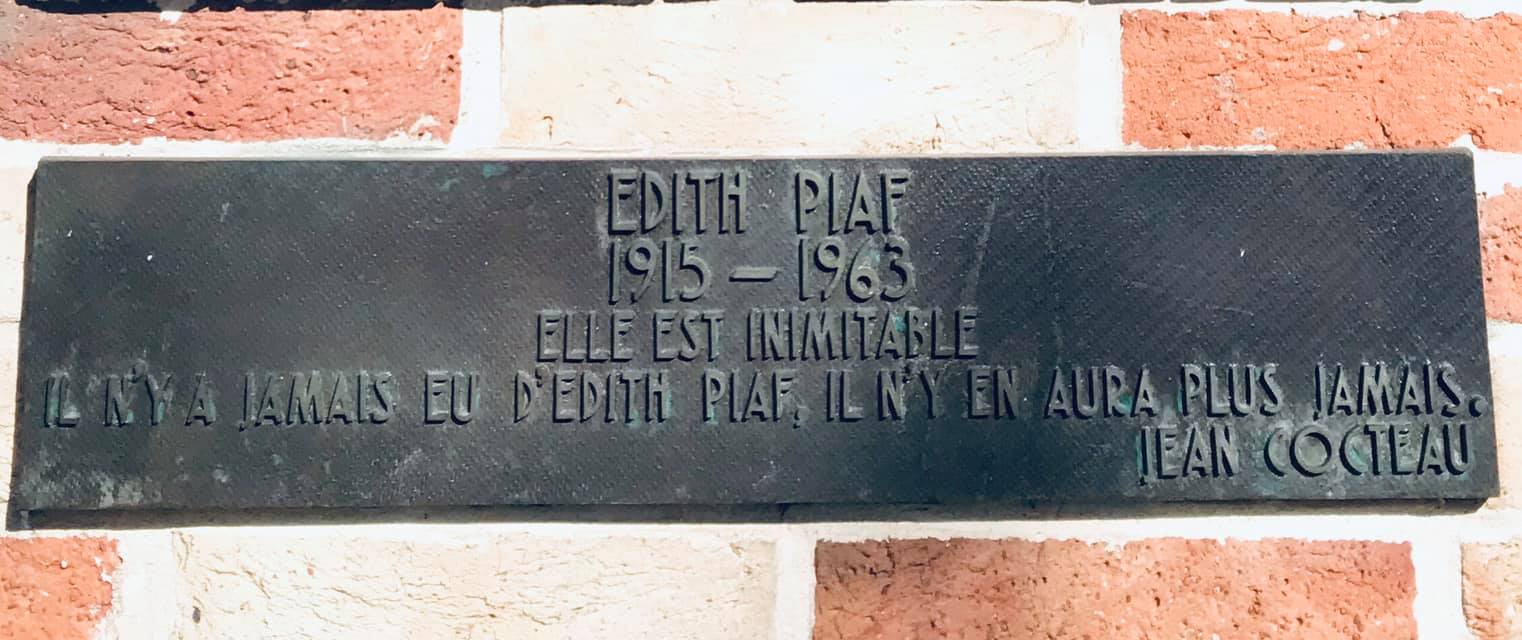 EDITH PIAF
1915 – 1963
ELLE EST INIMITABLE
IL N'Y A JAMAIS EU D'EDITH PIAF, IL N'Y EN AURA PLUS JAMAIS.
JEAN COCTEAU